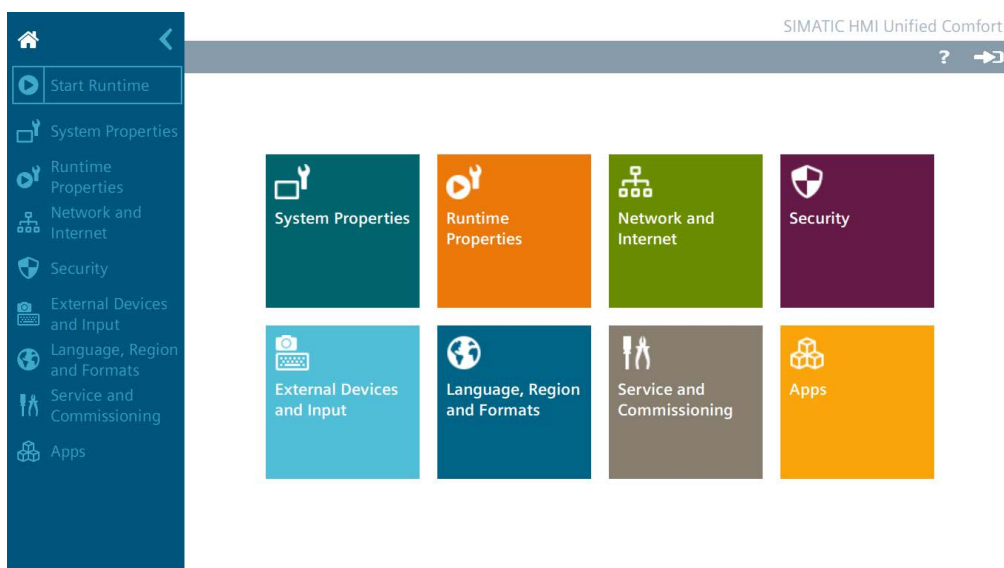 SIMATIC HMI Unified Comfort
?
Start Runtime
System Properties
Runtime
Properties
Network and
Internet
Security
External Devices
and Input
Language, Region
and Formats
Service and
Commissioning
Apps
System Properties
Runtime
Properties
Network and
Internet
Security
External Devices
and Input
Language, Region
and Formats
Service and
Commissioning
Apps